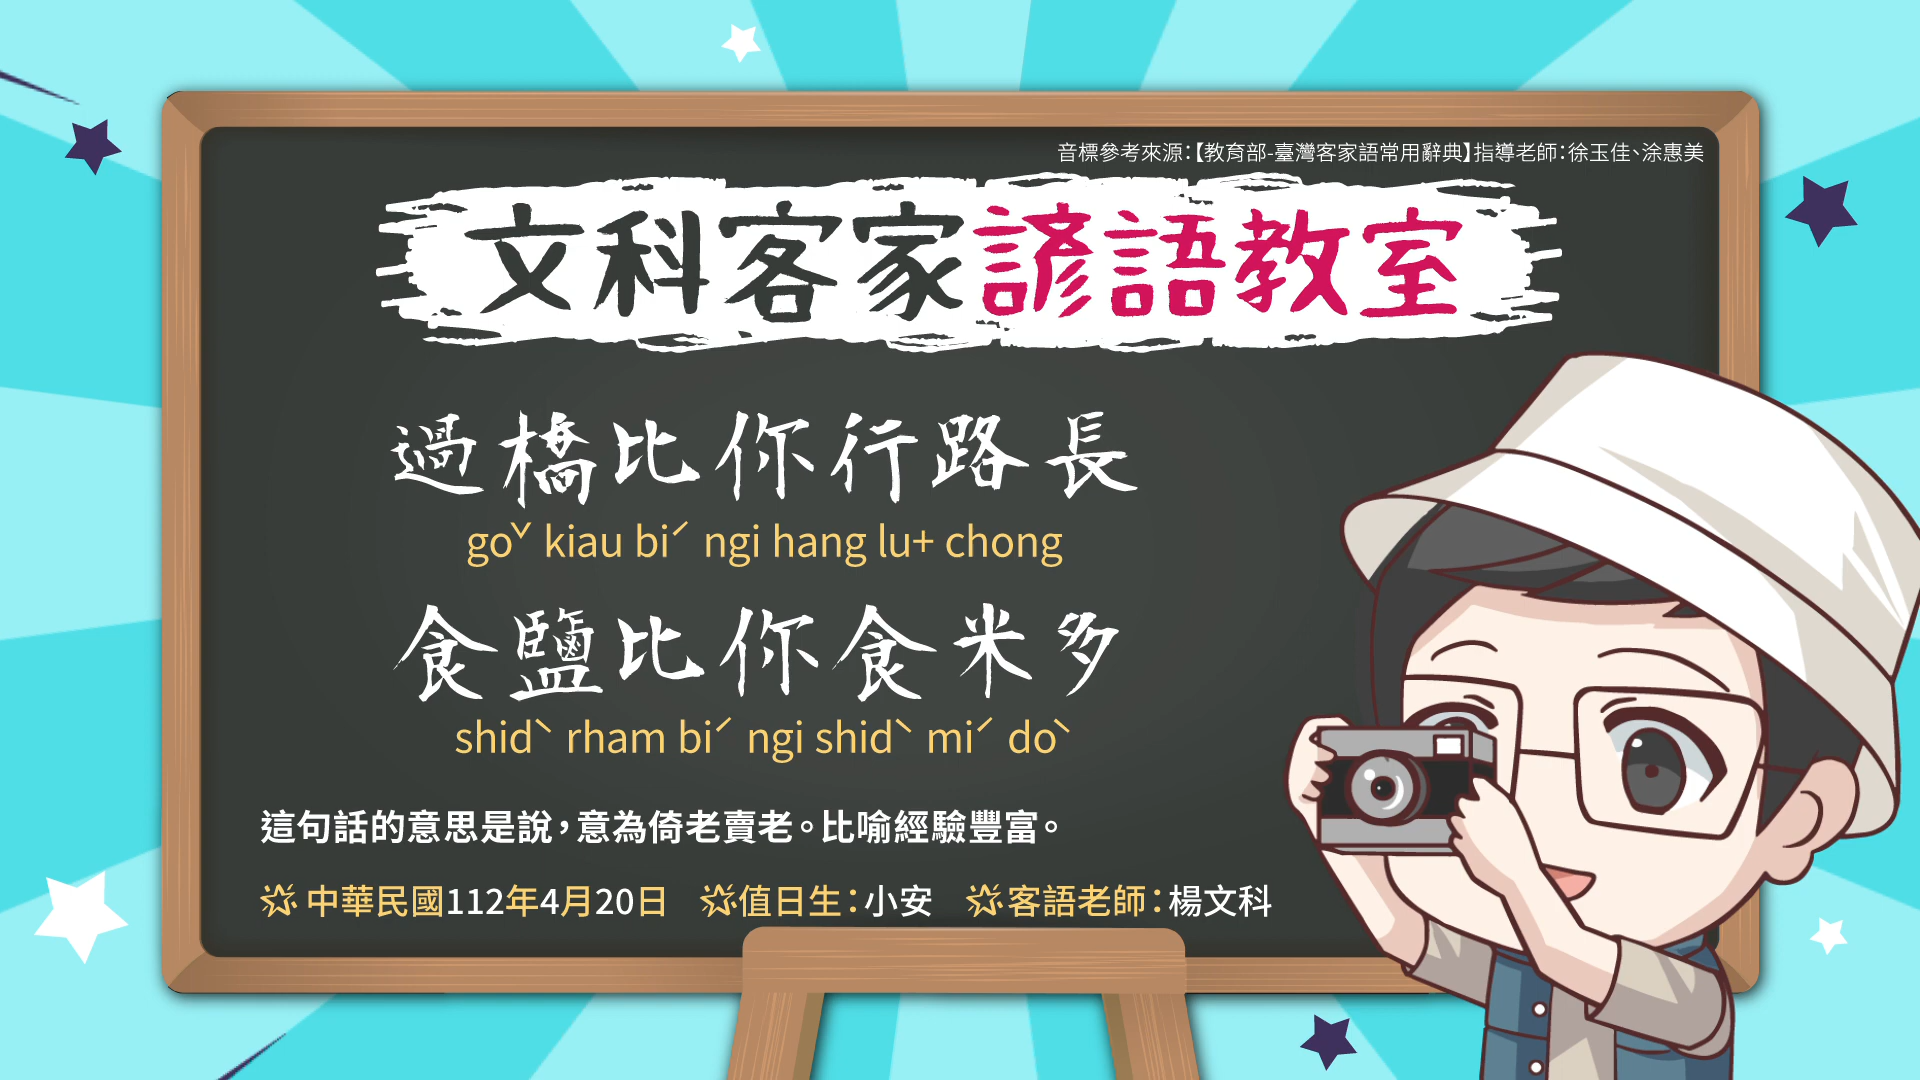 音標參考來源：【教育部-臺灣客家語常用辭典】指導老師：徐玉佳、涂惠美
文科客家諺語教室
過橋比你行路長
goˇ kiau biˊ ngi hang lu+ chong
食鹽比你食米多
shidˋ rham biˊ ngi shidˋ miˊ doˋ
這句話的意思是說，意為倚老賣老。比喻經驗豐富。
中華民國112年4月20日 值日生：小安 客語老師：楊文科